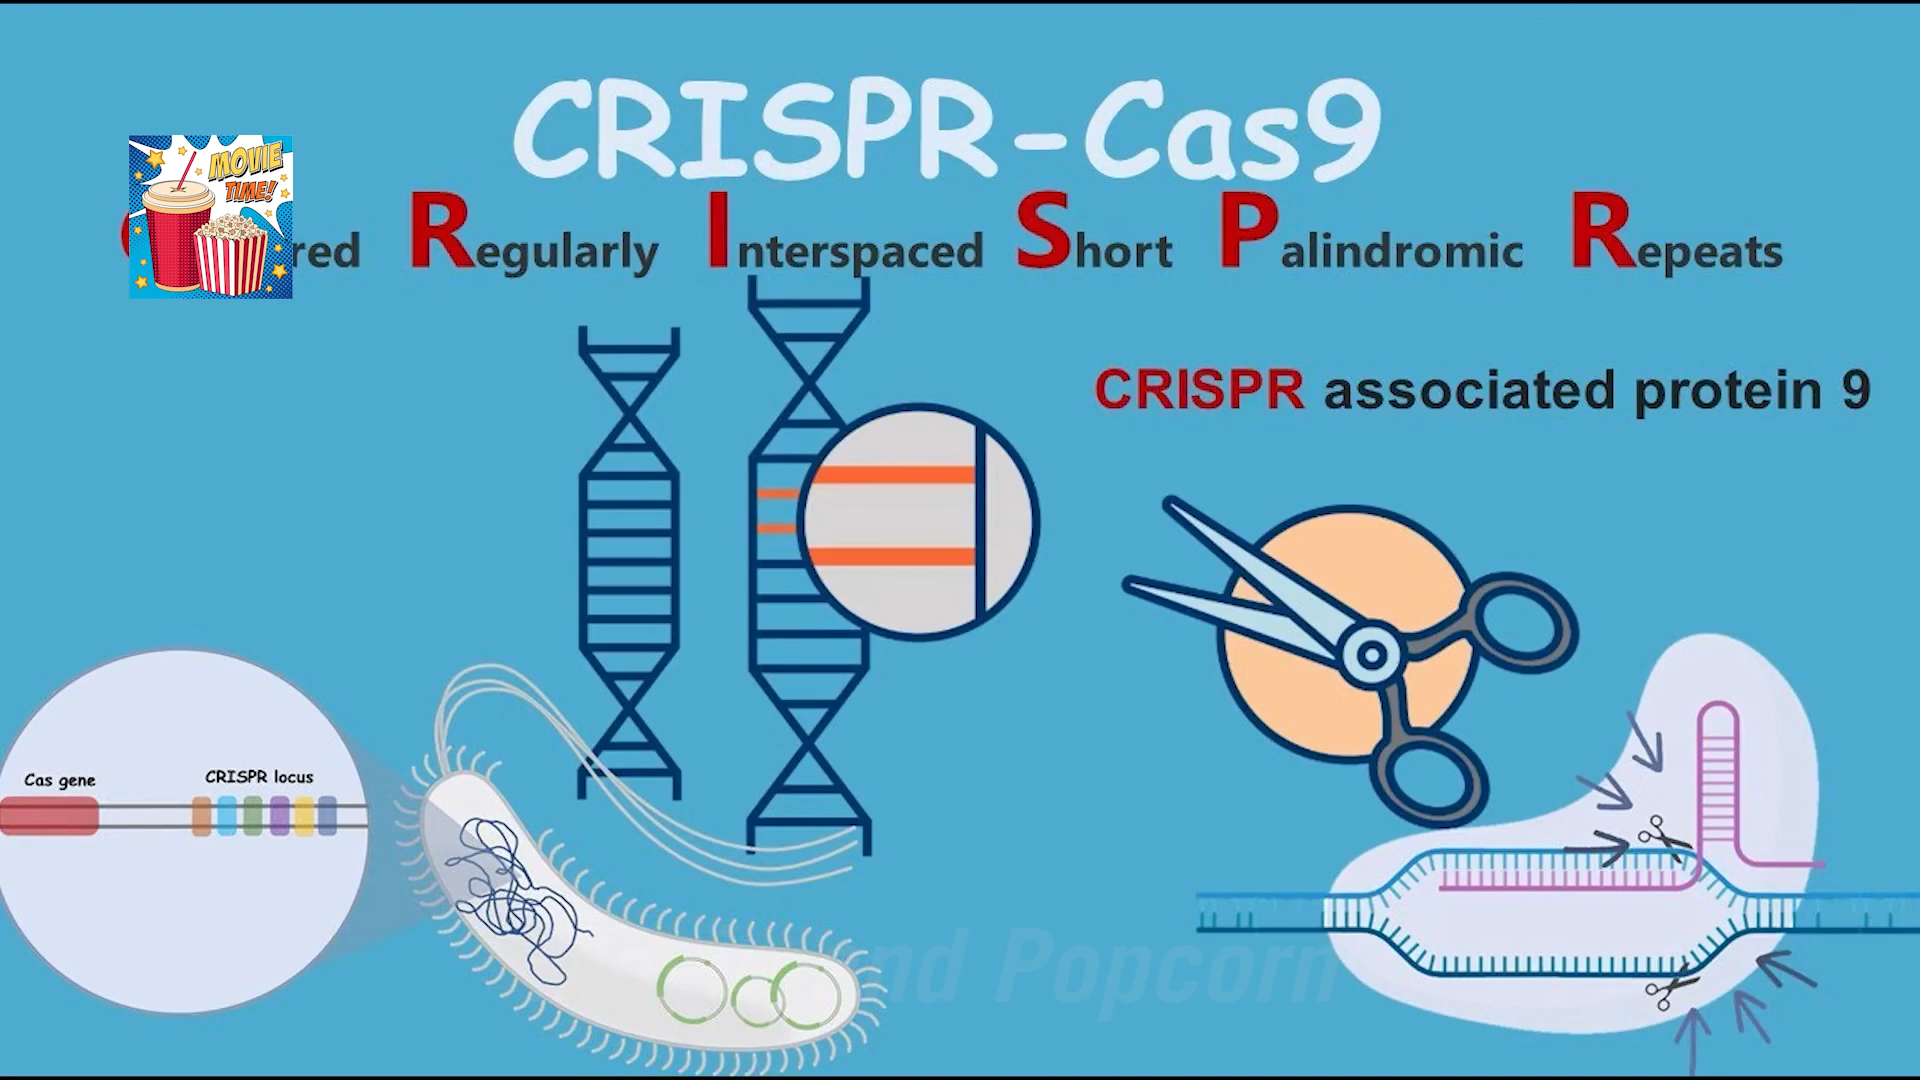 CRISPR-Cas9
MOVIE
TIME!
red Regularly Interspaced Short Palindromic Repeats
CRISPR associated protein 9
Cas gene
CRISPR locus
nd Popcorn